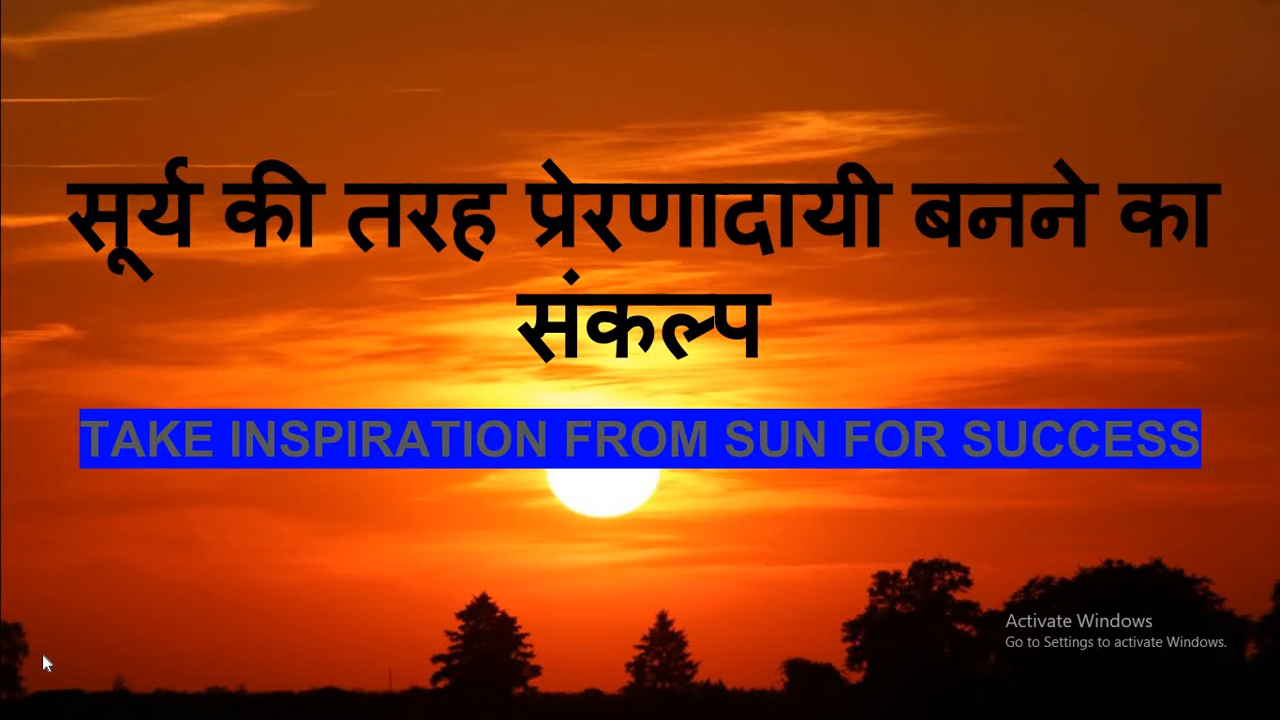 सूर्य की तरह प्रेरणादायी बनने का
संकल्प
TAKE INSPIRATION FROM SUN FOR SUCCESS
Activate Windows
Go to Settings to activate Windows.